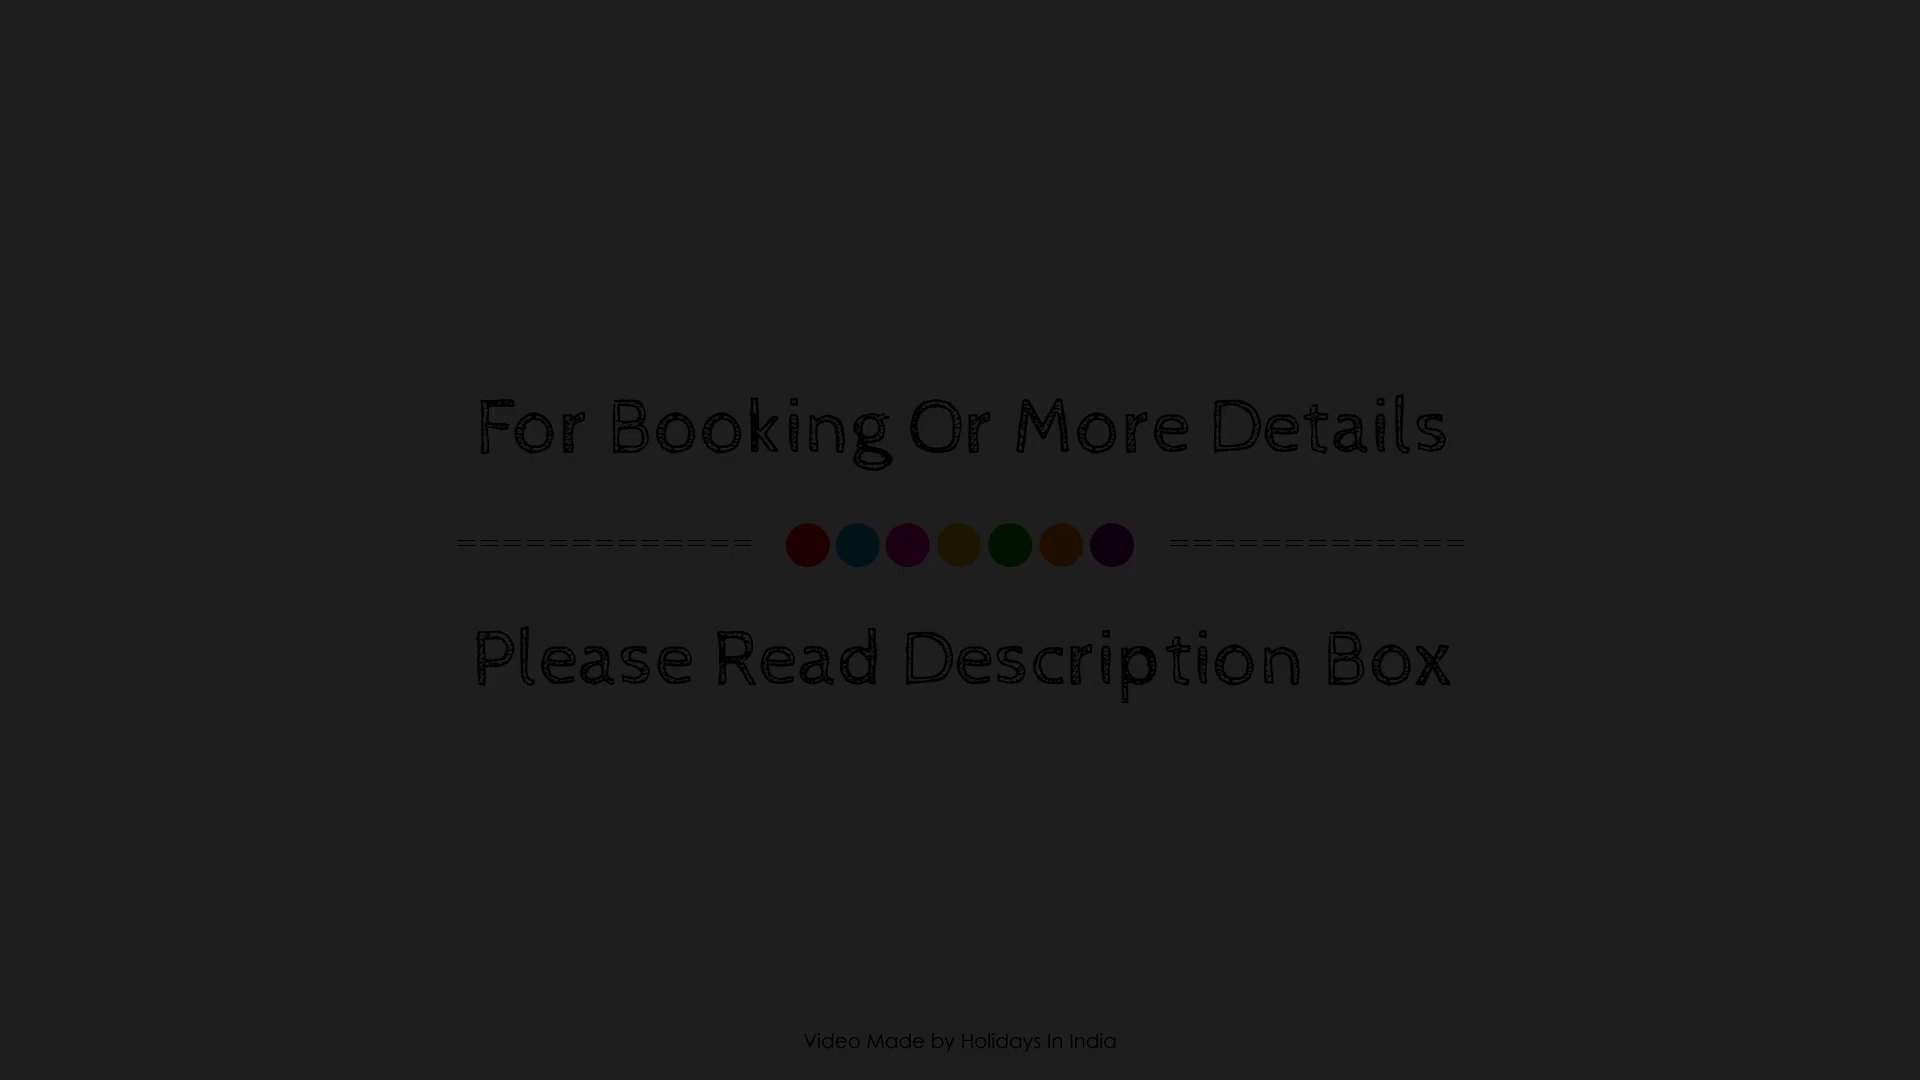 For Booking Or More Details
============= =============
Please Read Description Box
Video Made by Holidays In India